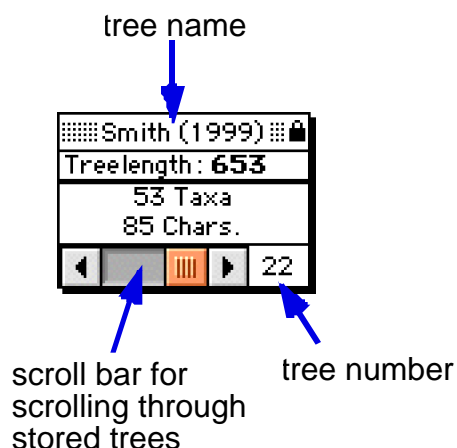 tree name
Smith (1999)
Treelength: 653
53 Taxa
85 Chars.
22
scroll bar for
scrolling through
stored trees
tree number